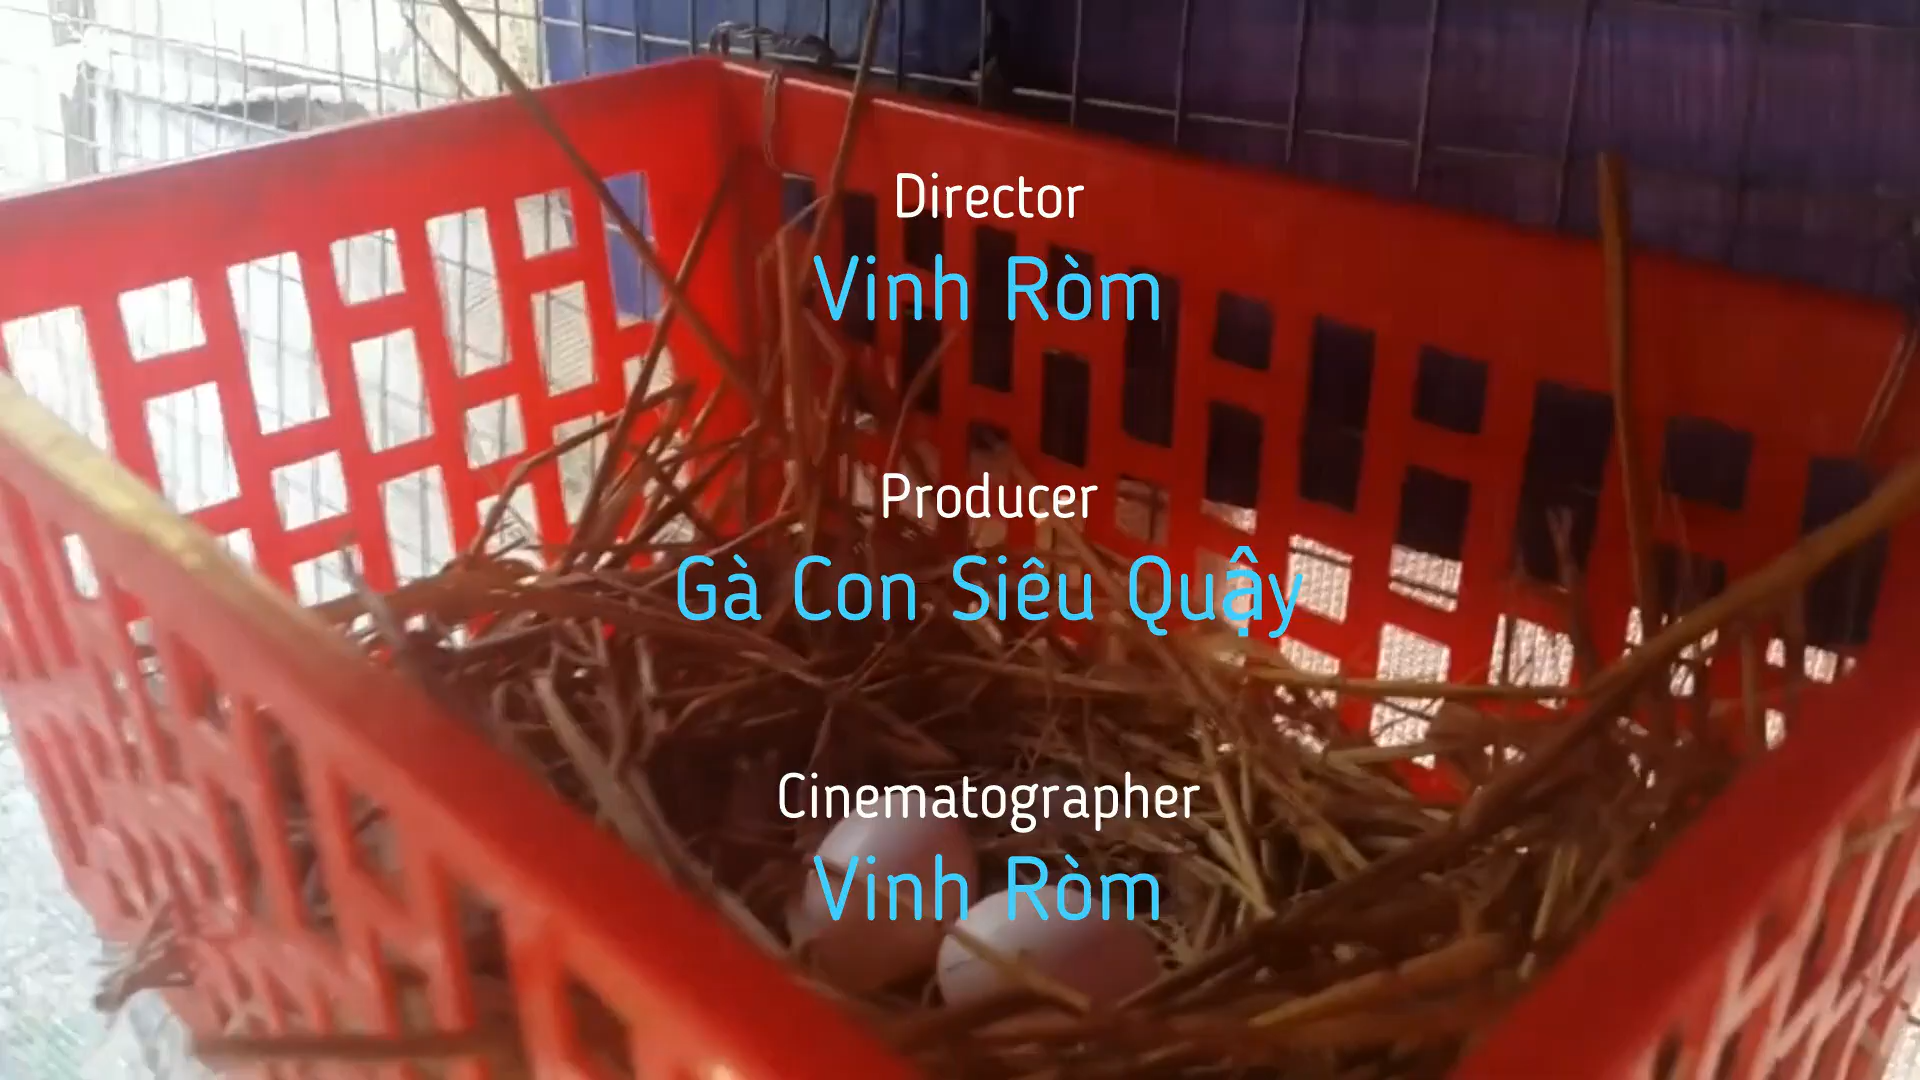 Director
Vinh Ròm
Producer
Gà Con Siêu Quậy
Cinematographer
Vinh Ròm